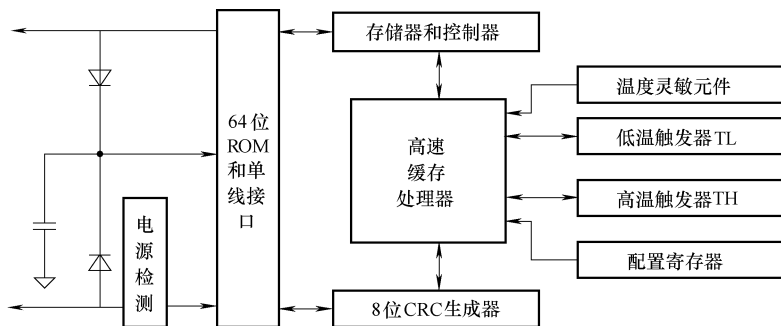 存储器和控制器
温度灵敏元件
64位
ROM
和单
线接
口
高速
缓存
处理器
低温触发器TL
高温触发器TH
电
源
检
测
配置寄存器
8位CRC生成器